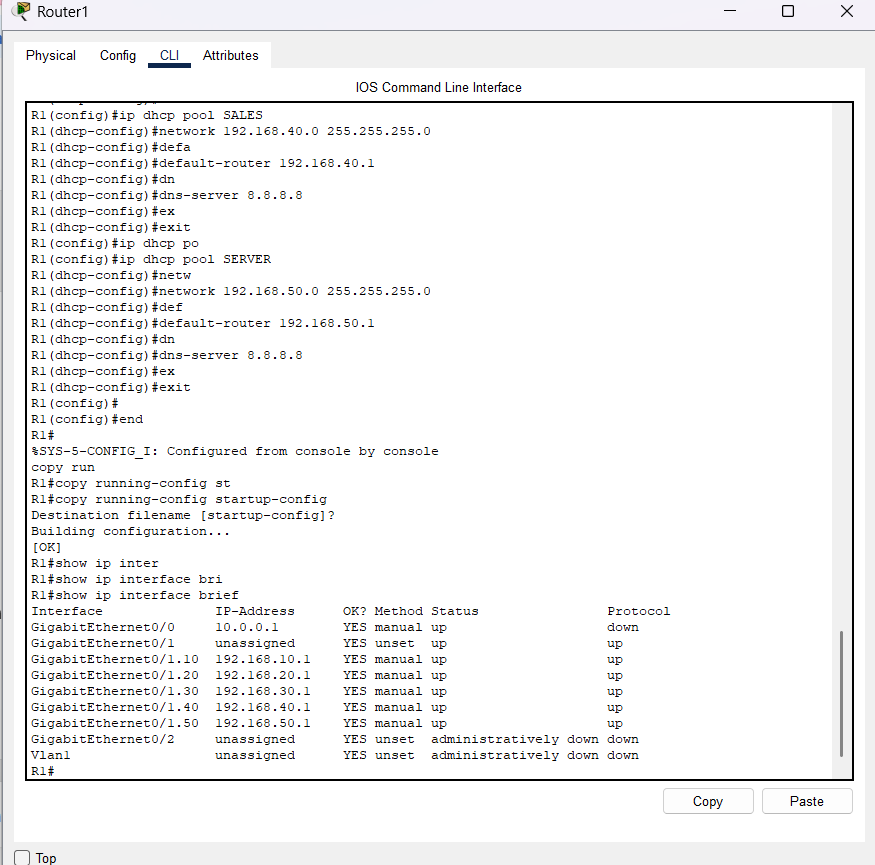 Router1
Physical Config CLI Attributes
IOS Command Line Interface
R1(config)#ip dhcp pool SALES
R1(dhcp-config)#network 192.168.40.0 255.255.255.0
R1(dhcp-config)#defa
R1(dhcp-config)#default-router 192.168.40.1
R1(dhcp-config)#dn
R1(dhcp-config)#dns-server 8.8.8.8
R1(dhcp-config)#ex
R1(dhcp-config)#exit
R1(config)#ip dhcp po
R1(config)#ip dhcp pool SERVER
R1(dhcp-config)#netw
R1(dhcp-config)#network 192.168.50.0 255.255.255.0
R1(dhcp-config)#def
R1(dhcp-config)#default-router 192.168.50.1
R1(dhcp-config)#dn
R1(dhcp-config)#dns-server 8.8.8.8
R1(dhcp-config)#ex
R1(dhcp-config)#exit
R1(config)#
R1(config)#end
R1#
%SYS-5-CONFIG_I: Configured from console by console
copy run
R1#copy running-config st
R1#copy running-config startup-config
Destination filename [startup-config]?
Building configuration...
[OK]
R1#show ip inter
R1#show ip interface bri
R1#show ip interface brief
Interface IP-Address OK? Method Status Protocol
GigabitEthernet0/0 10.0.0.1 YES manual up down
GigabitEthernet0/1 unassigned YES unset up up
GigabitEthernet0/1.10 192.168.10.1 YES manual up up
GigabitEthernet0/1.20 192.168.20.1 YES manual up up
GigabitEthernet0/1.30 192.168.30.1 YES manual up up
GigabitEthernet0/1.40 192.168.40.1 YES manual up up
GigabitEthernet0/1.50 192.168.50.1 YES manual up up
GigabitEthernet0/2 unassigned YES unset administratively down down
Vlan1 unassigned YES unset administratively down down
R1#
Copy Paste
Top